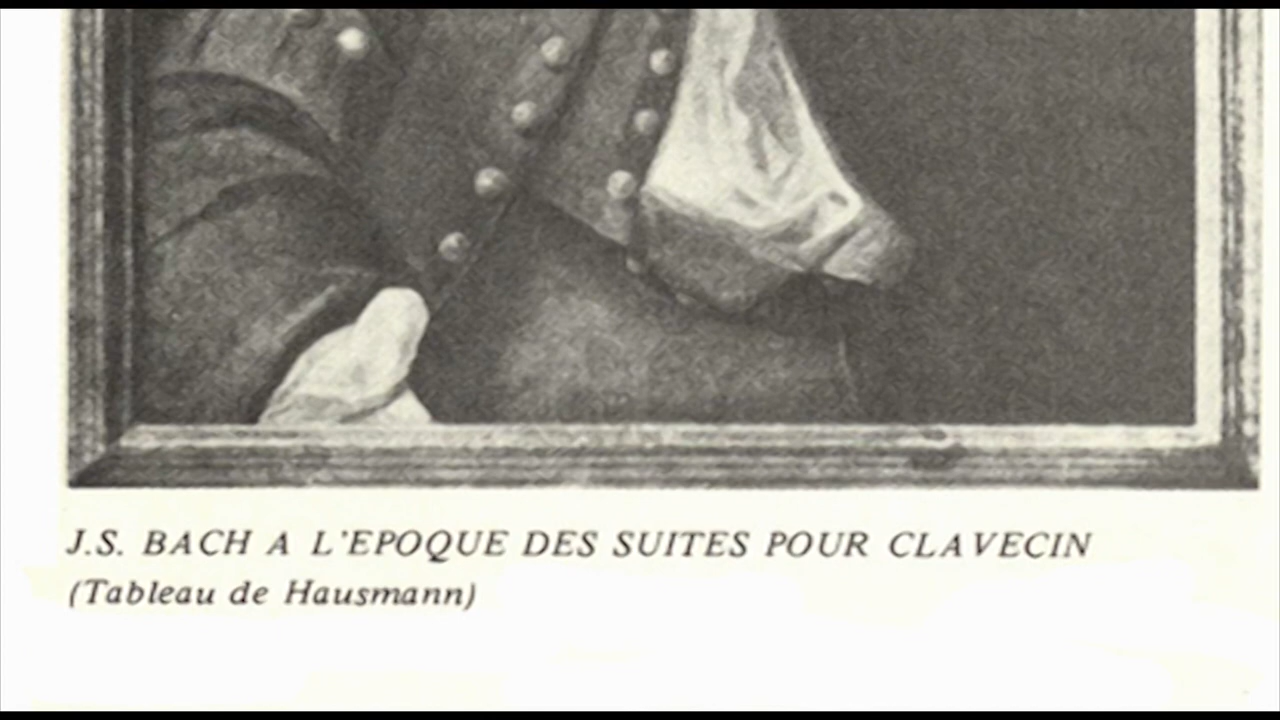 J.S. BACH A L'EPOQUE DES SUITES POUR CLAVECIN
(Tableau de Hausmann)